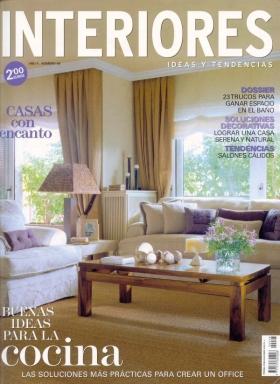 INTERIORES
IDEAS Y TENDENCIAS
2'00
CASAS
con
encanto
DOSSIER
23 TRUCOS PARA
GANAR ESPACIO
EN EL BAÑO
SOLUCIONES
DECORATIVAS
LOGRAR UNA CASA
SERENA Y NATURAL
TENDENCIAS
SALONES CÁLIDOS
BUENAS
IDEAS
PARA LA
cocina
LAS SOLUCIONES MÁS PRÁCTICAS PARA CREAR UN OFFICE